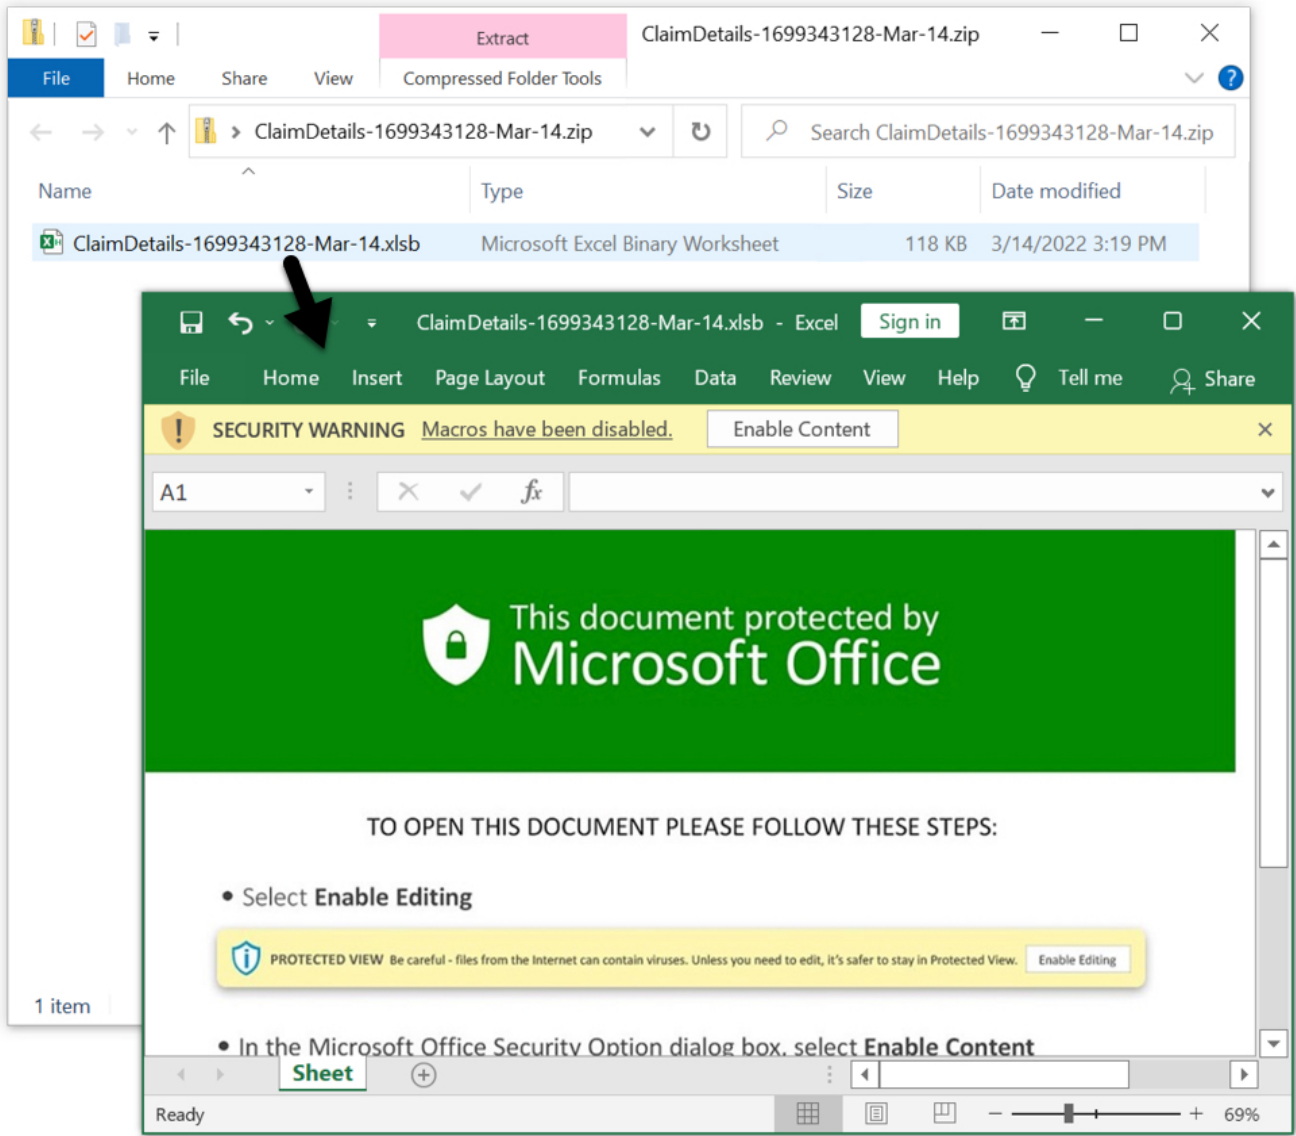 Extract
ClaimDetails-1699343128-Mar-14.zip
File
Home
Share
View
Compressed Folder Tools
?
ClaimDetails-1699343128-Mar-14.zip
Search ClaimDetails-1699343128-Mar-14.zip
Name
Type
Size
Date modified
ClaimDetails-1699343128-Mar-14.xlsb
Microsoft Excel Binary Worksheet
118 KB
3/14/2022 3:19 PM
ClaimDetails-1699343128-Mar-14.xlsb - Excel
Sign in
File
Home
Insert
Page Layout
Formulas
Data
Review
View
Help
Tell me
Share
SECURITY WARNING Macros have been disabled.
Enable Content
A1
fx
This document protected by
Microsoft Office
TO OPEN THIS DOCUMENT PLEASE FOLLOW THESE STEPS:
• Select Enable Editing
PROTECTED VIEW Be careful - files from the Internet can contain viruses. Unless you need to edit, it's safer to stay in Protected View.
Enable Editing
• In the Microsoft Office Security Option dialog box, select Enable Content
1 item
Sheet
Ready
69%